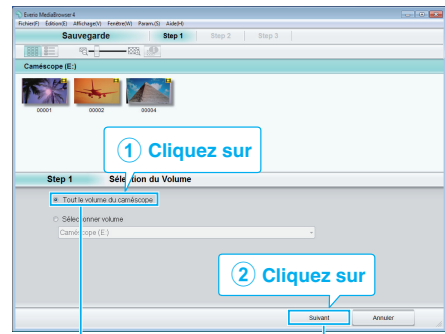 Everio MediaBrowser 4
Fichier(F) Édition(E) Affichage(V) Fenêtre(W) Param.(S) Aide(H)
Sauvegarde Step 1 Step 2 Step 3
Caméscope (E:)
00001 00002 00004
① Cliquez sur
Step 1 Sélection du Volume
Tout le volume du caméscope
Sélectionner volume
Caméscope (E:)
② Cliquez sur
Suivant Annuler